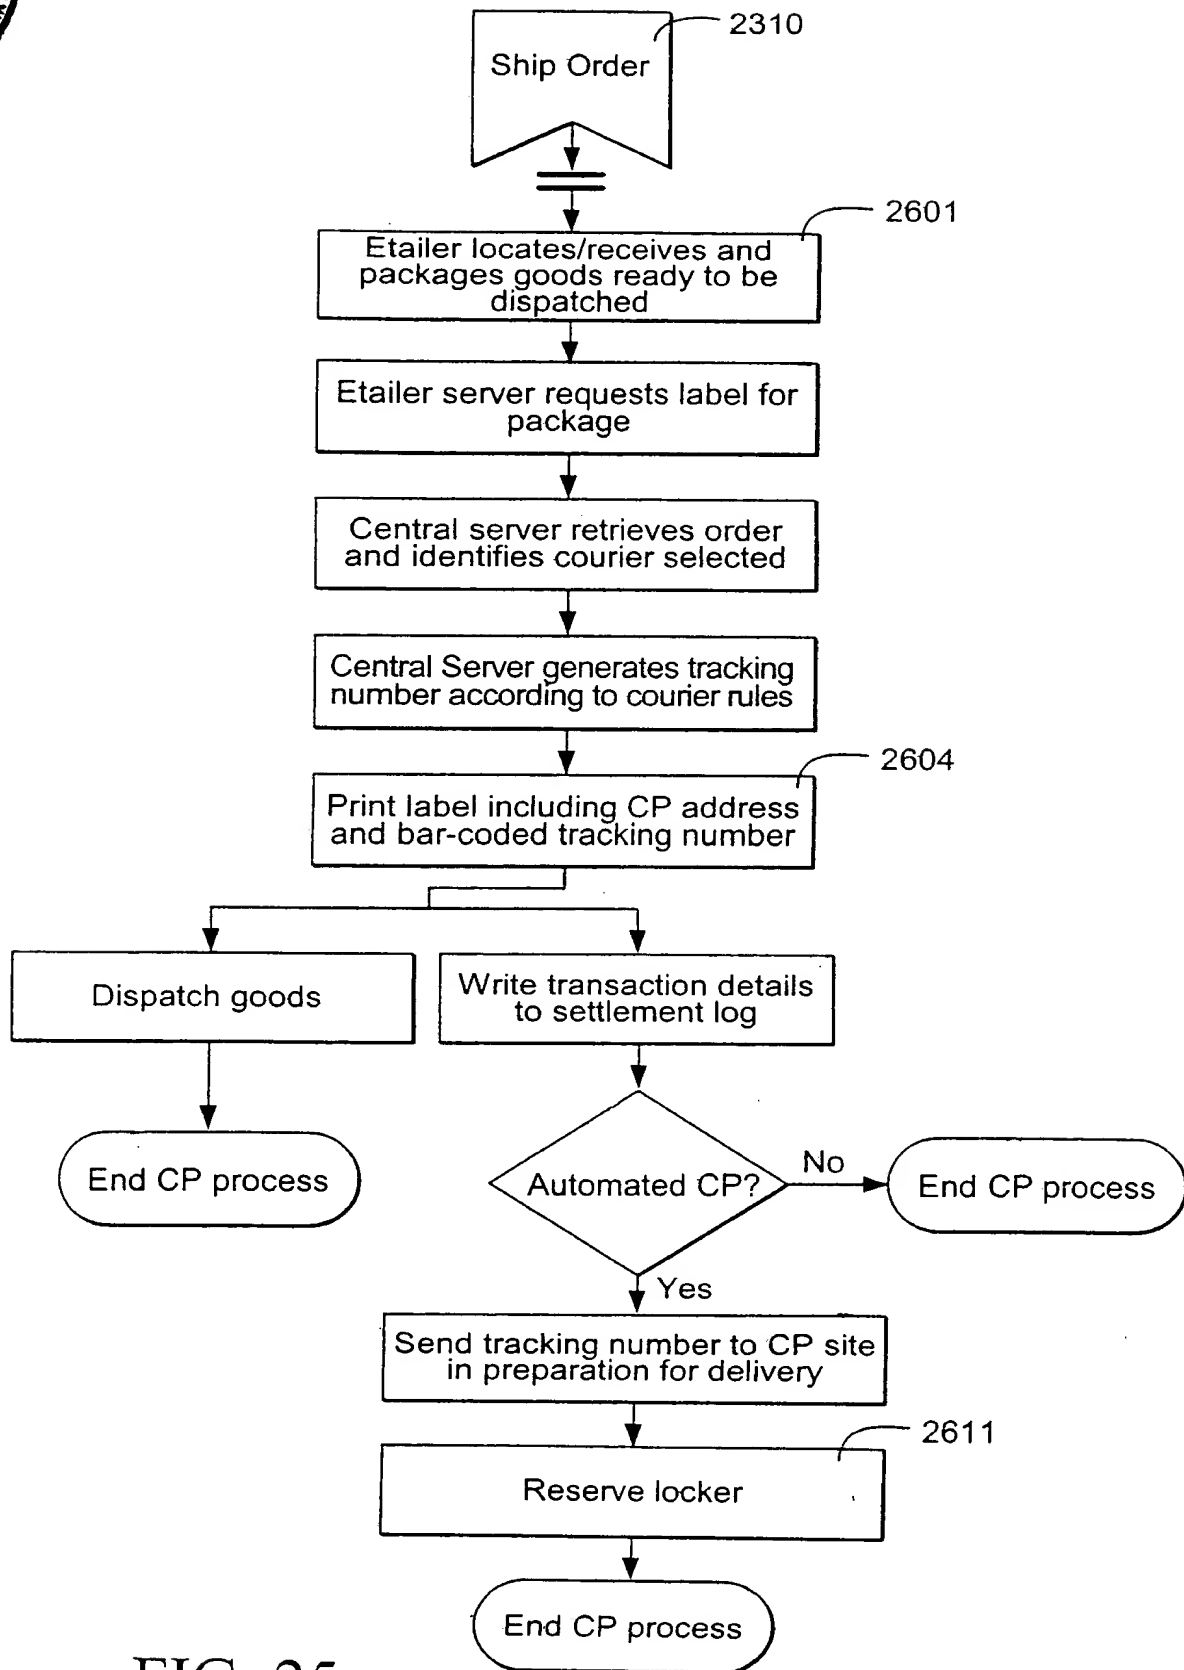 2310
Ship Order
2601
Etailer locates/receives and
packages goods ready to be
dispatched
Etailer server requests label for
package
Central server retrieves order
and identifies courier selected
Central Server generates tracking
number according to courier rules
2604
Print label including CP address
and bar-coded tracking number
Dispatch goods
Write transaction details
to settlement log
End CP process
Automated CP?
No
End CP process
Yes
Send tracking number to CP site
in preparation for delivery
2611
Reserve locker
End CP process
FIG. 25